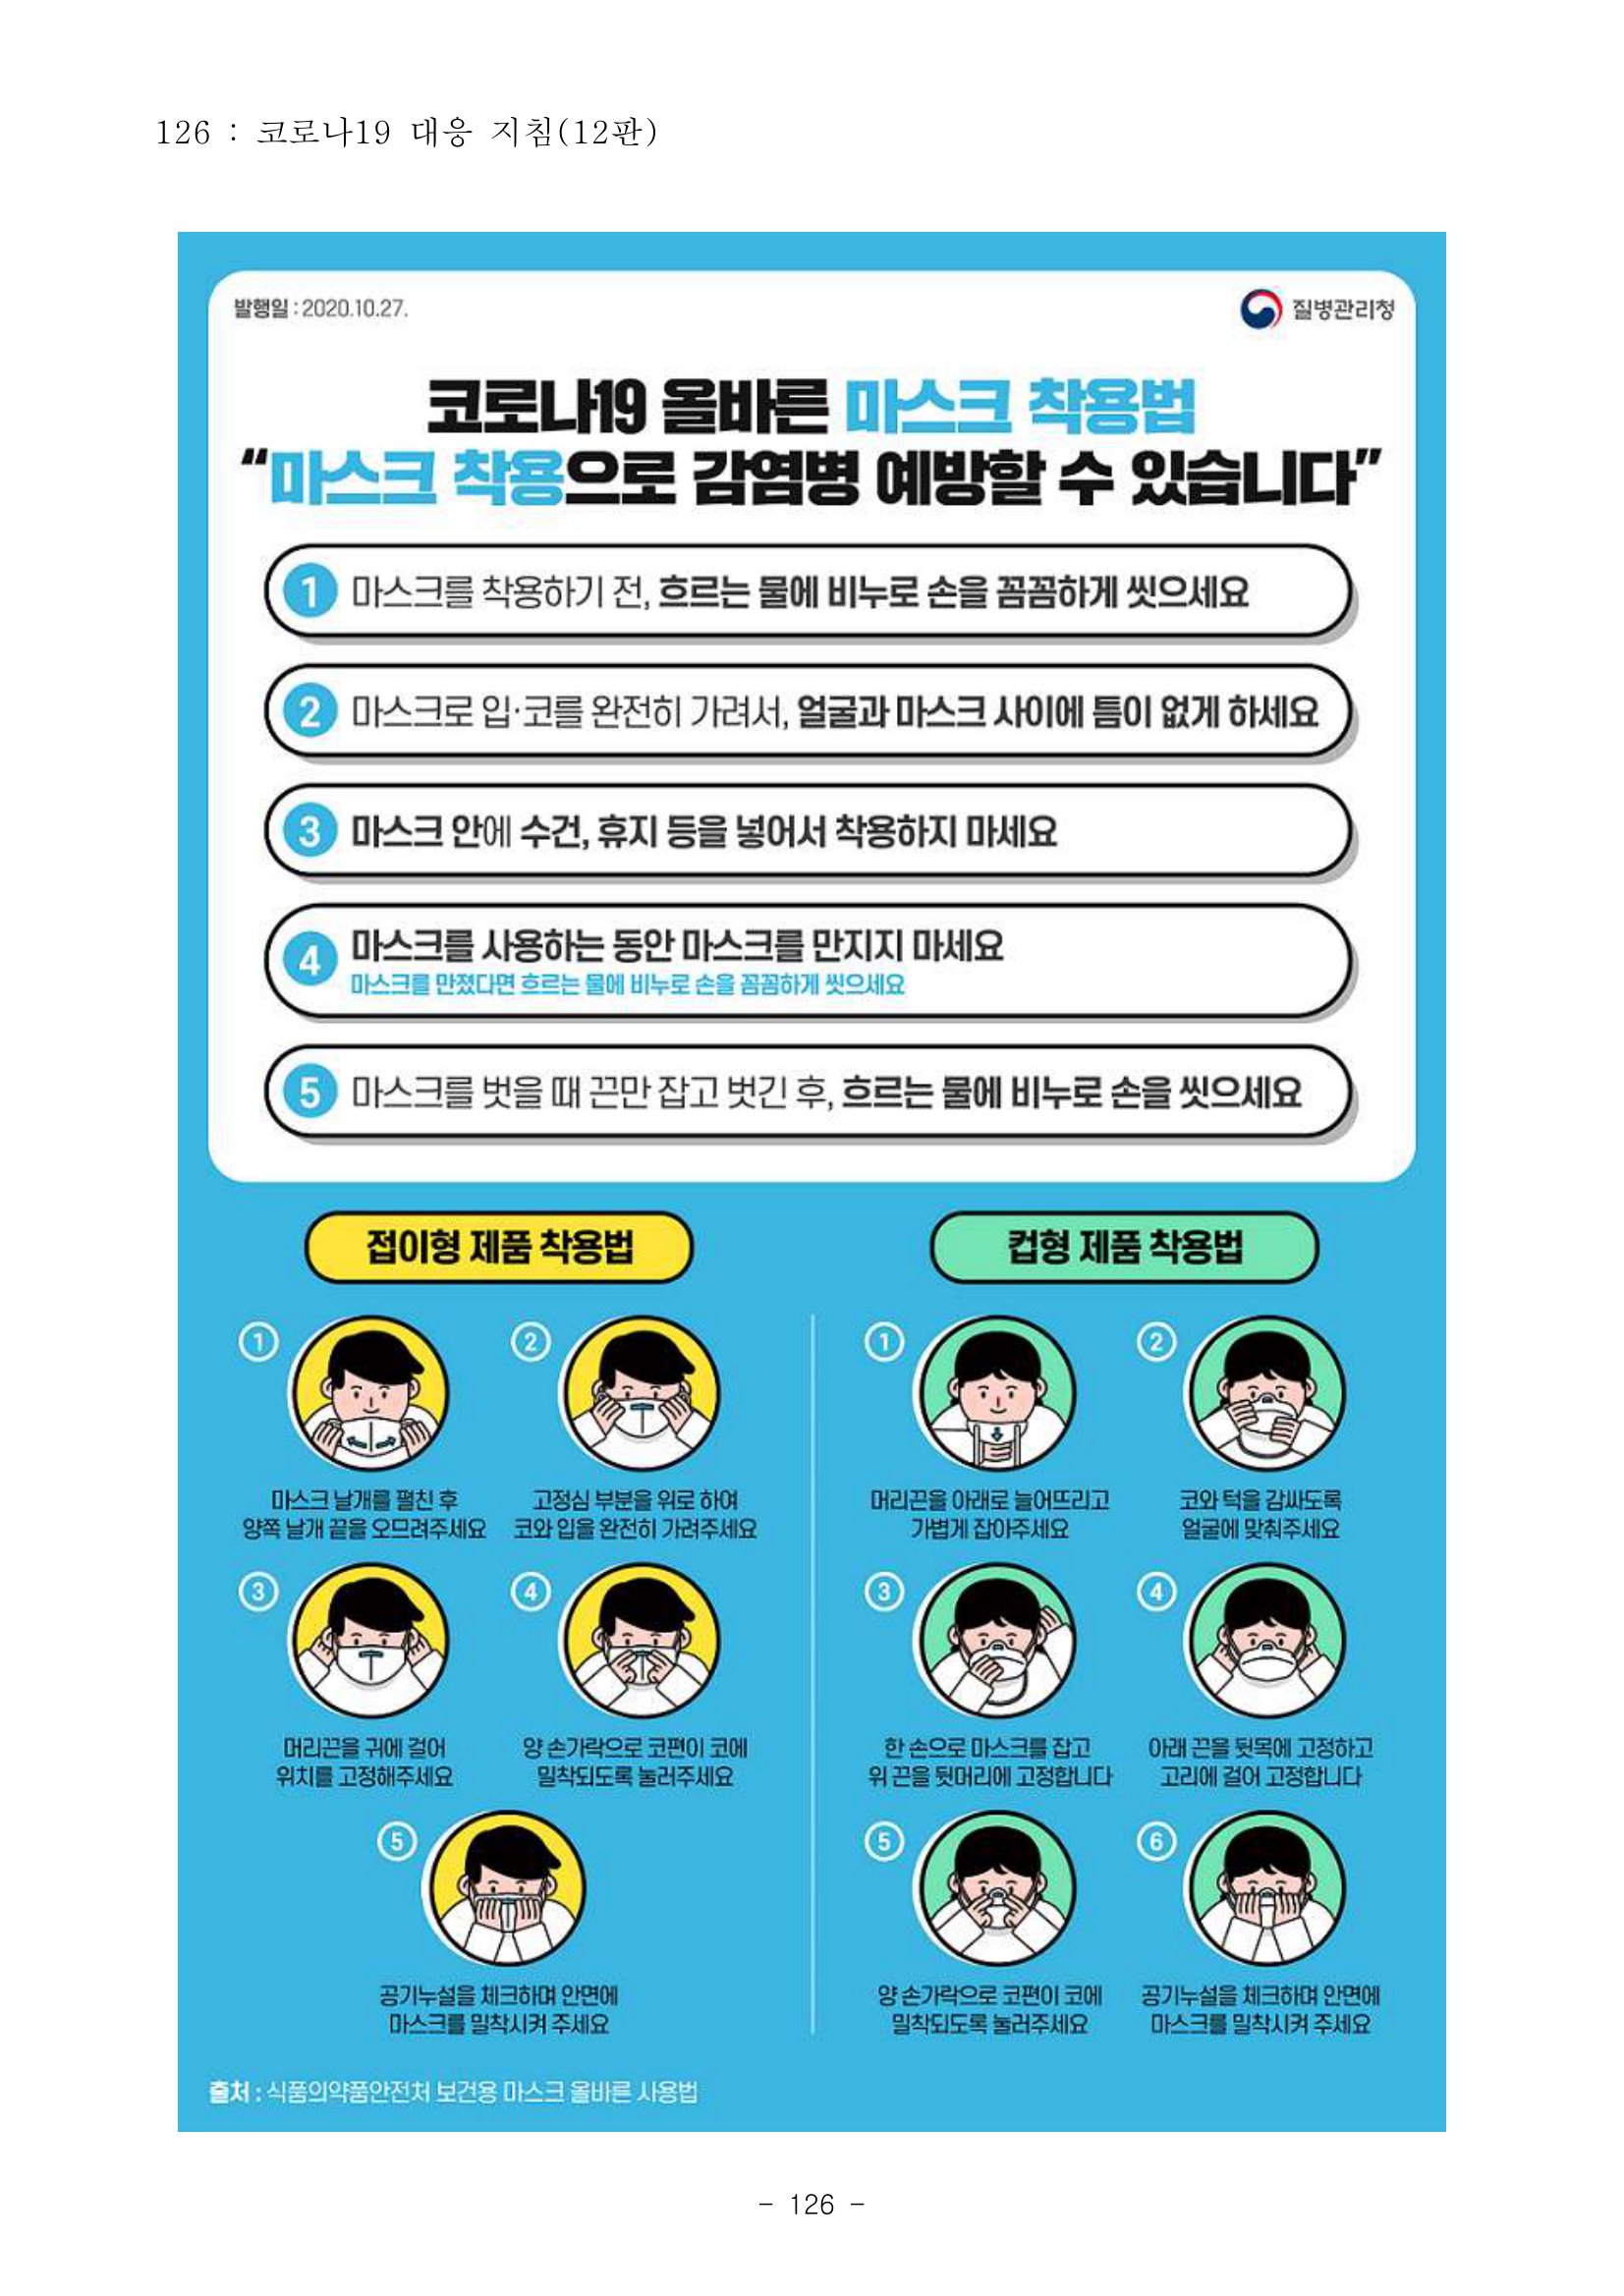 126 : 코로나19 대응 지침(12판)
발행일 : 2020.10.27.
질병관리청
코로나19 올바른 마스크 착용법
“마스크 착용으로 감염병 예방할 수 있습니다”
1 마스크를 착용하기 전, 흐르는 물에 비누로 손을 꼼꼼하게 씻으세요
2 마스크로 입·코를 완전히 가려서, 얼굴과 마스크 사이에 틈이 없게 하세요
3 마스크 안에 수건, 휴지 등을 넣어서 착용하지 마세요
4 마스크를 사용하는 동안 마스크를 만지지 마세요
마스크를 만졌다면 흐르는 물에 비누로 손을 꼼꼼하게 씻으세요
5 마스크를 벗을 때 끈만 잡고 벗긴 후, 흐르는 물에 비누로 손을 씻으세요
접이형 제품 착용법
1
마스크 날개를 펼친 후
양쪽 날개 끝을 오므려주세요
2
고정심 부분을 위로 하여
코와 입을 완전히 가려주세요
3
머리끈을 귀에 걸어
위치를 고정해주세요
4
양 손가락으로 코편이 코에
밀착되도록 눌러주세요
5
공기누설을 체크하며 안면에
마스크를 밀착시켜 주세요
컵형 제품 착용법
1
머리끈을 아래로 늘어뜨리고
가볍게 잡아주세요
2
코와 턱을 감싸도록
얼굴에 맞춰주세요
3
한 손으로 마스크를 잡고
위 끈을 뒷머리에 고정합니다
4
아래 끈을 뒷목에 고정하고
고리에 걸어 고정합니다
5
양 손가락으로 코편이 코에
밀착되도록 눌러주세요
6
공기누설을 체크하며 안면에
마스크를 밀착시켜 주세요
출처 : 식품의약품안전처 보건용 마스크 올바른 사용법
- 126 -